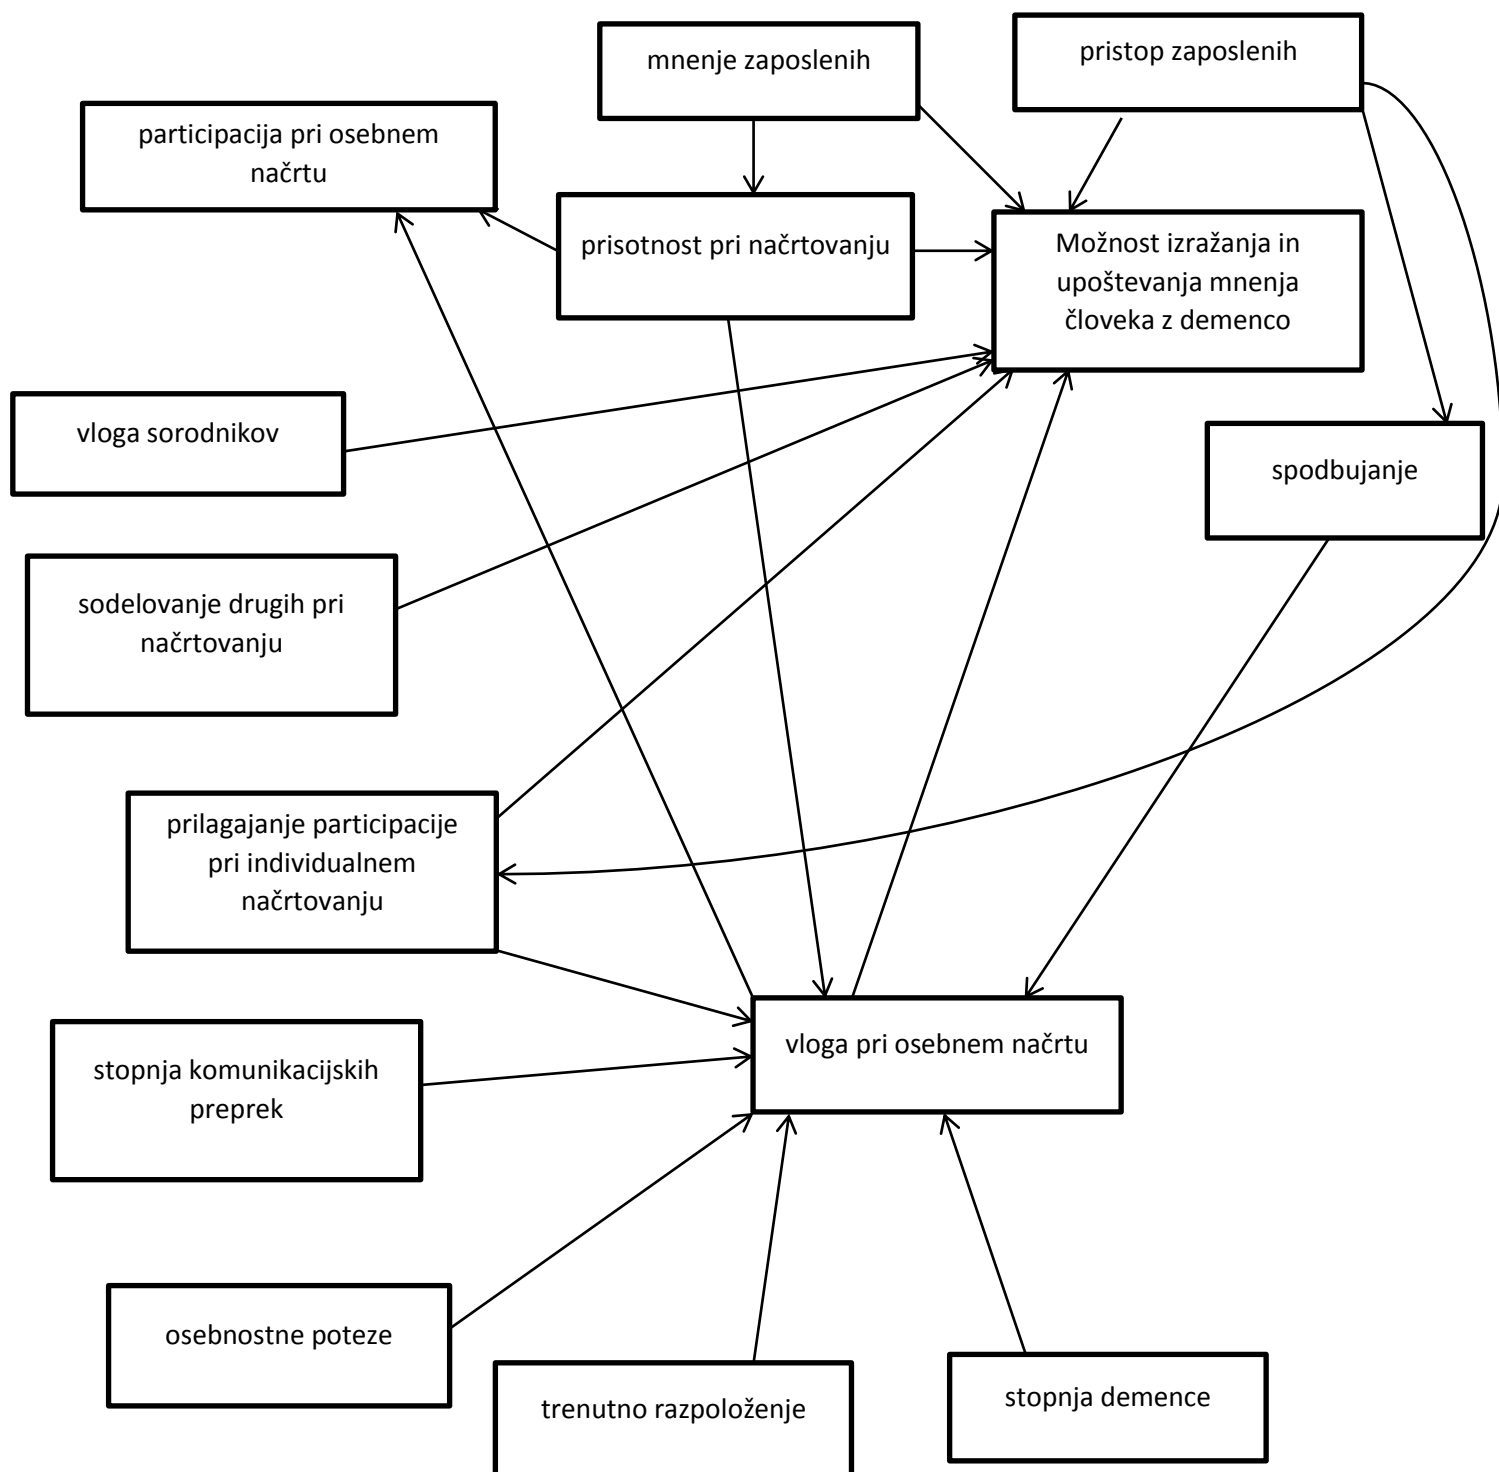 mnenje zaposlenih
pristop zaposlenih
participacija pri osebnem
načrtu
prisotnost pri načrtovanju
Možnost izražanja in
upoštevanja mnenja
človeka z demenco
vloga sorodnikov
spodbujanje
sodelovanje drugih pri
načrtovanju
prilagajanje participacije
pri individualnem
načrtovanju
vloga pri osebnem načrtu
stopnja komunikacijskih
preprek
osebnostne poteze
trenutno razpoloženje
stopnja demence